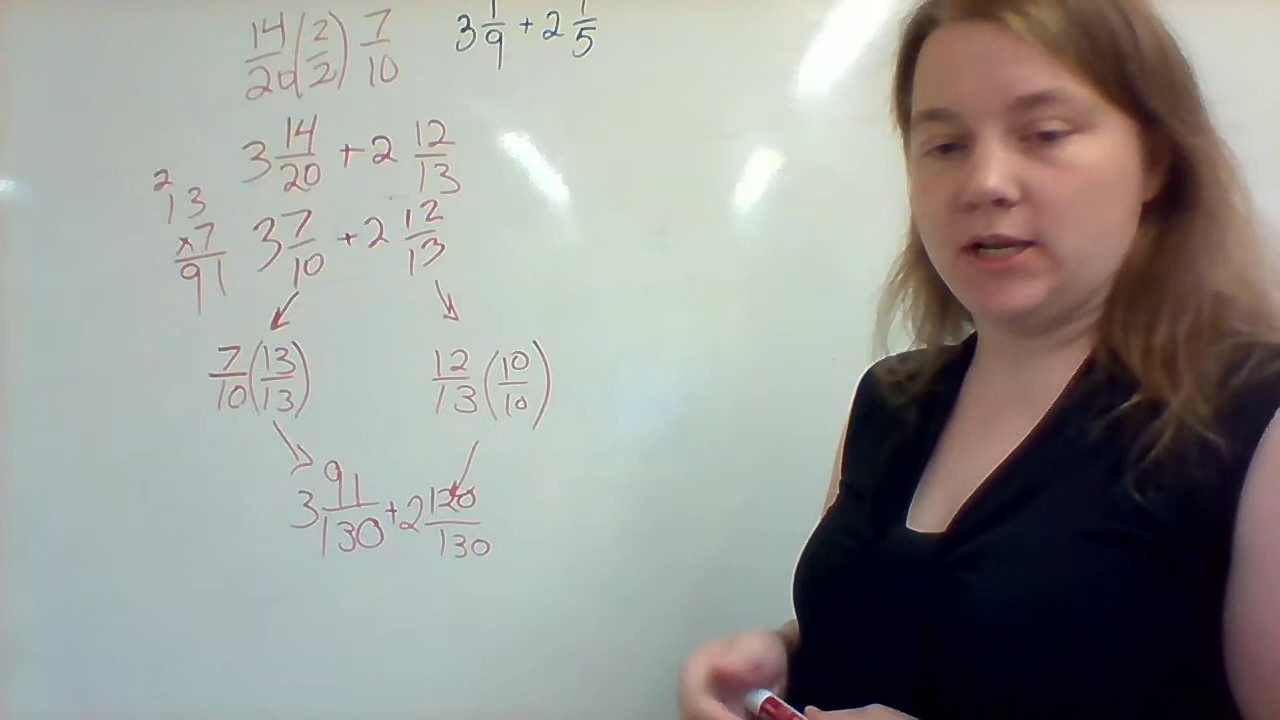 14/20 (2/2) 7/10
3 1/9 + 2 1/5
3 14/20 + 2 12/13
2
13
×7
91
3 7/10 + 2 12/13
7/10 (13/13)
12/13 (10/10)
3 91/130 + 2 120/130